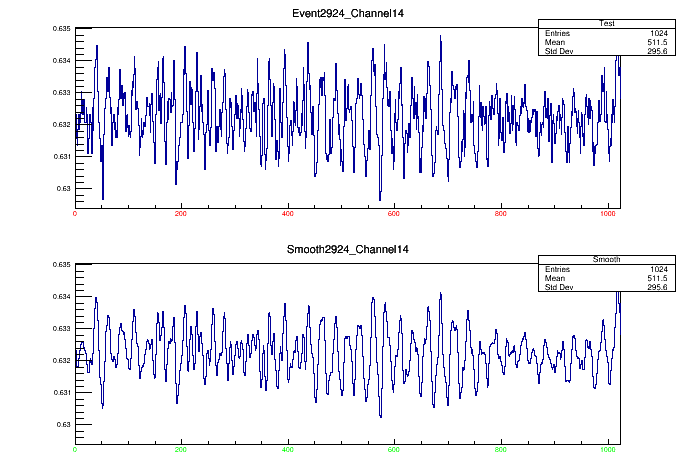 Event2924_Channel14
Test
Entries 1024
Mean 511.5
Std Dev 295.6
0.635
0.634
0.633
0.632
0.631
0.63
0 200 400 600 800 1000
Smooth2924_Channel14
Smooth
Entries 1024
Mean 511.5
Std Dev 295.6
0.635
0.634
0.633
0.632
0.631
0.63
0 200 400 600 800 1000